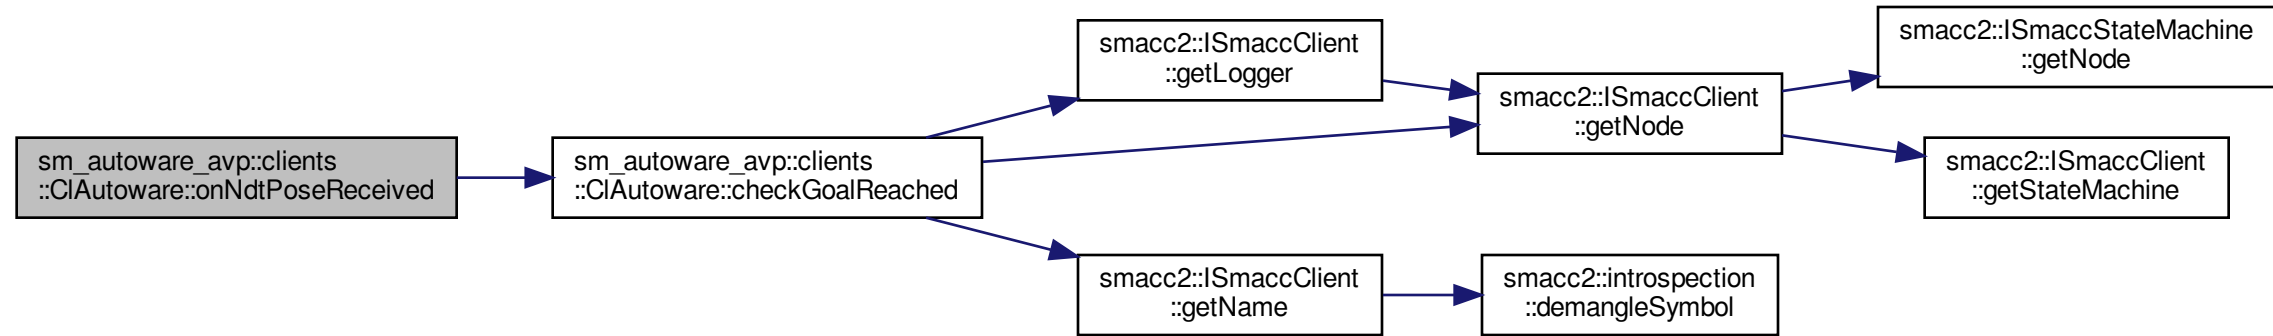 sm_autoware_avp::clients
::ClAutoware::onNdtPoseReceived
sm_autoware_avp::clients
::ClAutoware::checkGoalReached
smacc2::ISmaccClient
::getLogger
smacc2::ISmaccClient
::getNode
smacc2::ISmaccStateMachine
::getNode
smacc2::ISmaccClient
::getStateMachine
smacc2::ISmaccClient
::getName
smacc2::introspection
::demangleSymbol